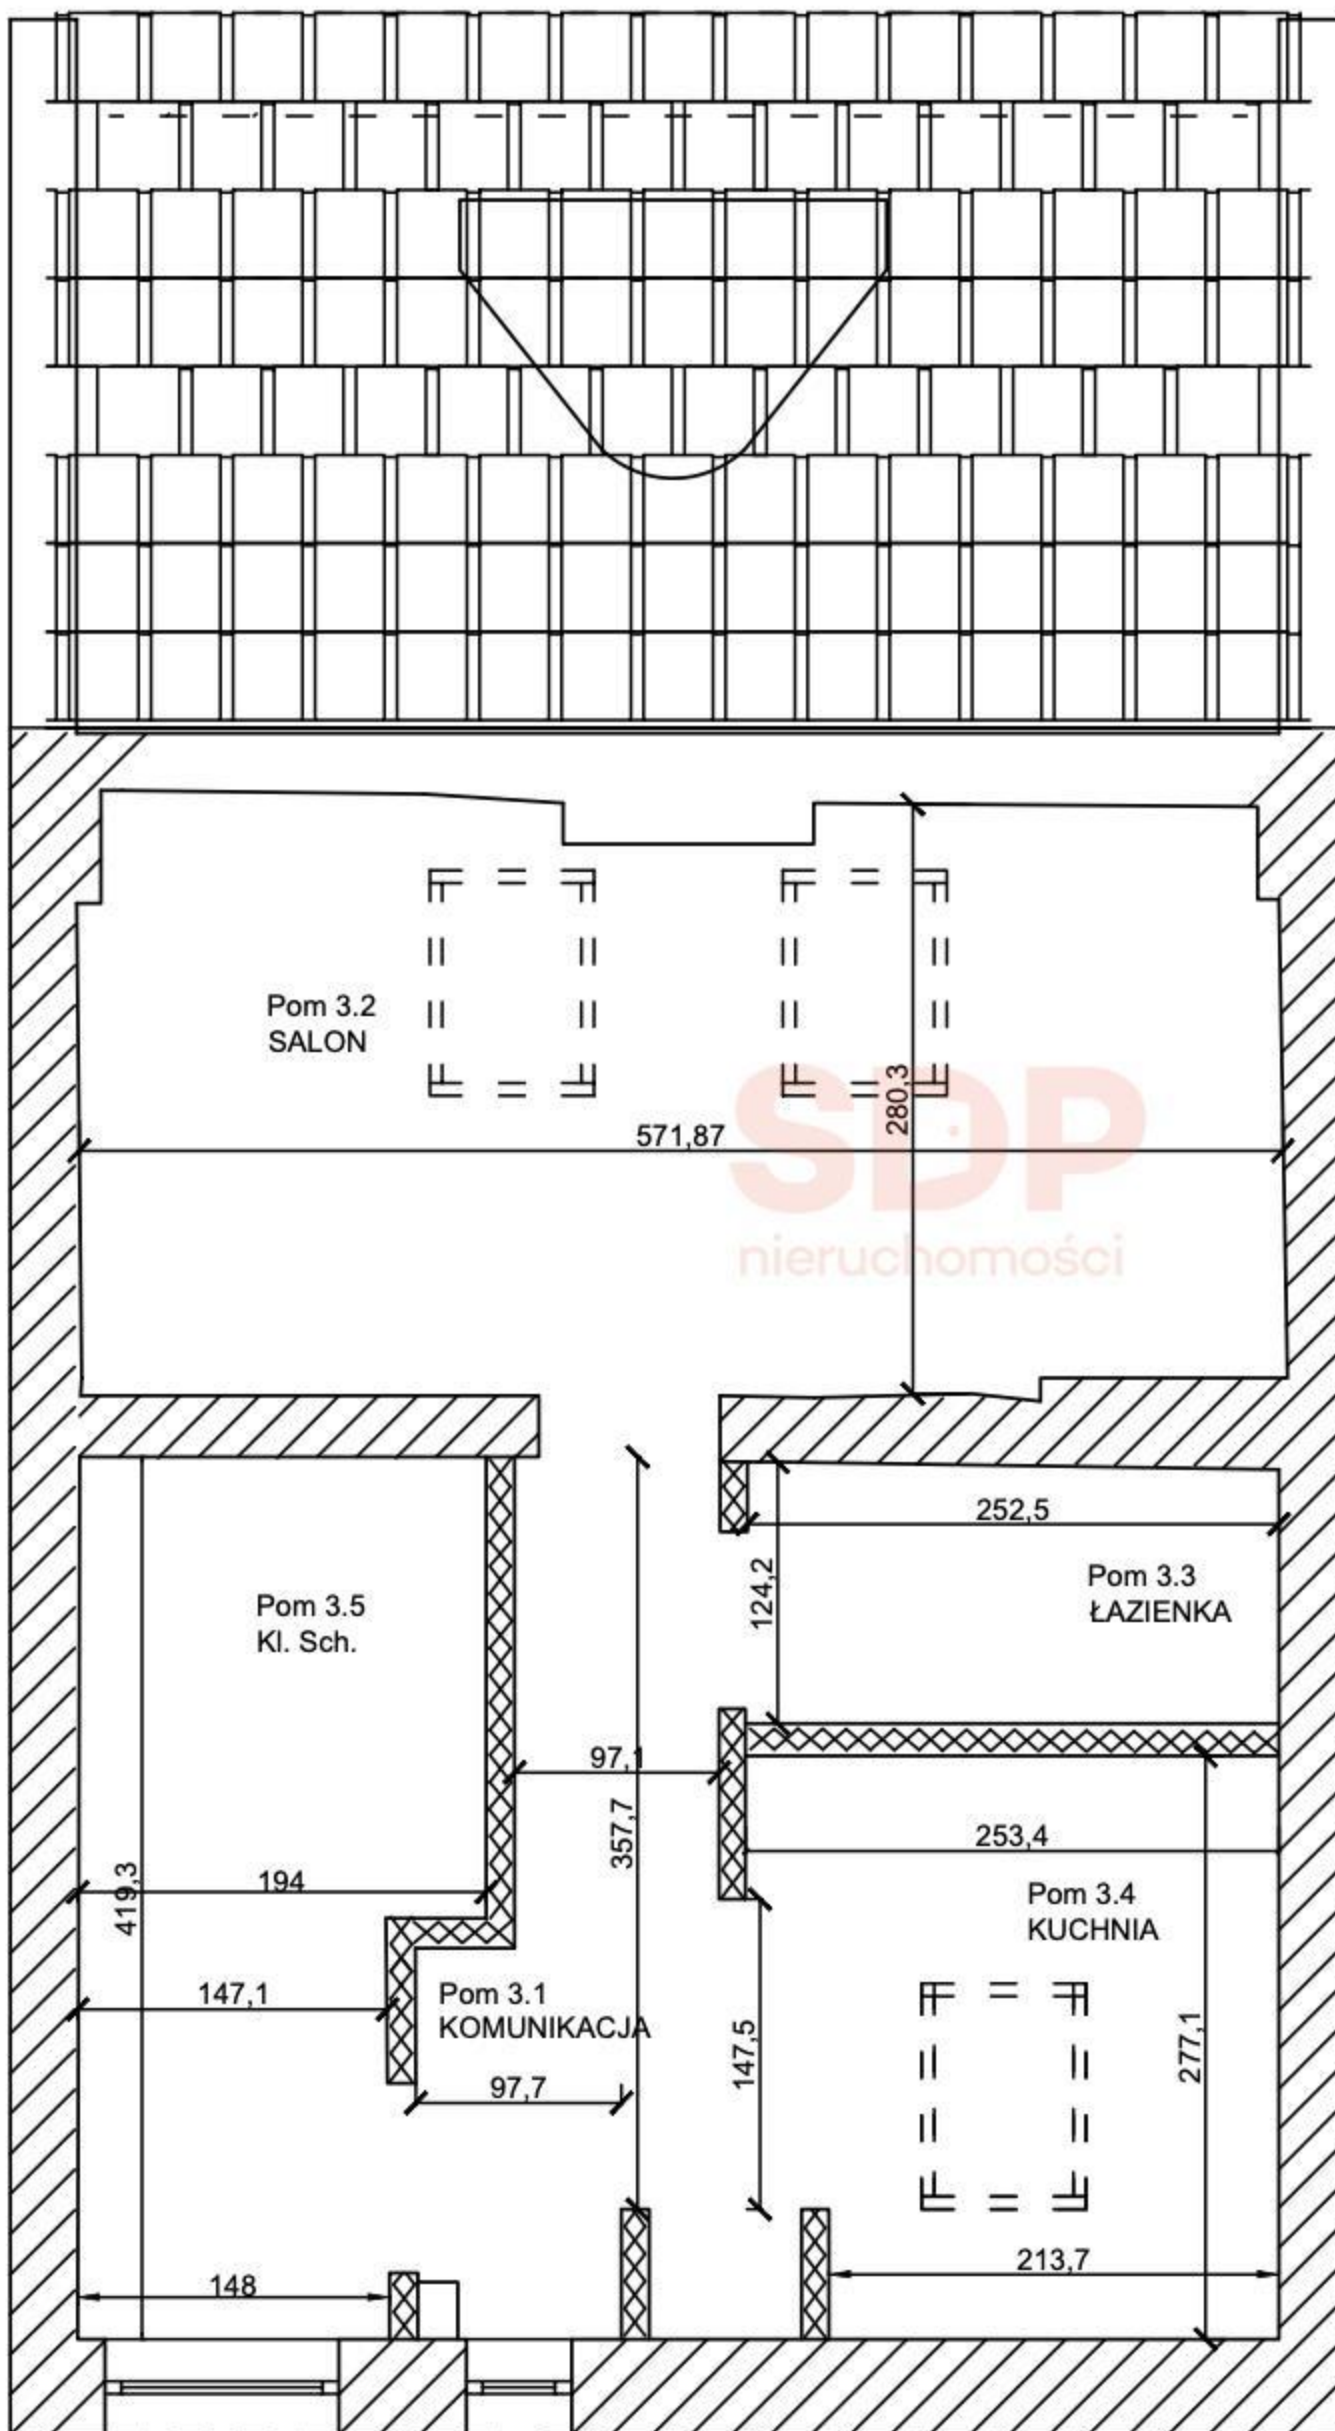 Pom 3.2
SALON
280,3
571,87
SDP
nieruchomości
252,5
124,2
Pom 3.3
ŁAZIENKA
Pom 3.5
Kl. Sch.
97,1
357,7
253,4
419,3
194
Pom 3.4
KUCHNIA
147,1
Pom 3.1
KOMUNIKACJA
147,5
277,1
97,7
213,7
148